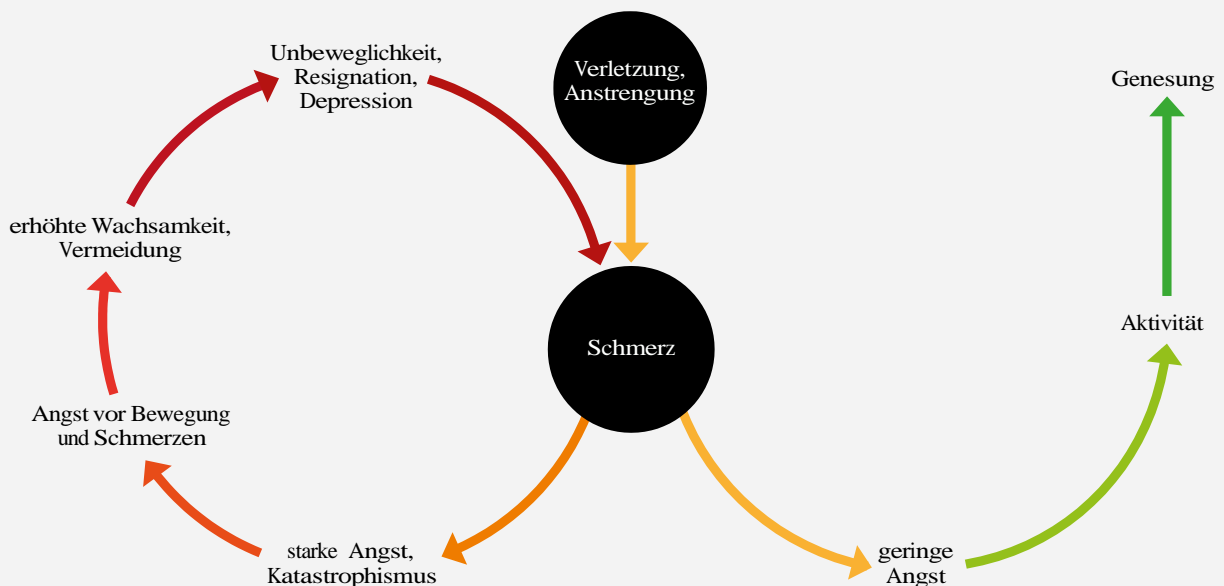 Unbeweglichkeit,
Resignation,
Depression
Verletzung,
Anstrengung
Genesung
erhöhte Wachsamkeit,
Vermeidung
Schmerz
Aktivität
Angst vor Bewegung
und Schmerzen
starke Angst,
Katastrophismus
geringe
Angst